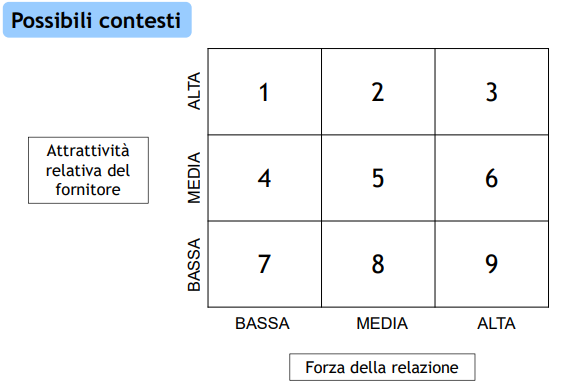 Possibili contesti
ALTA
1 2 3
Attrattività
relativa del
fornitore
MEDIA
4 5 6
BASSA
7 8 9
BASSA MEDIA ALTA
Forza della relazione